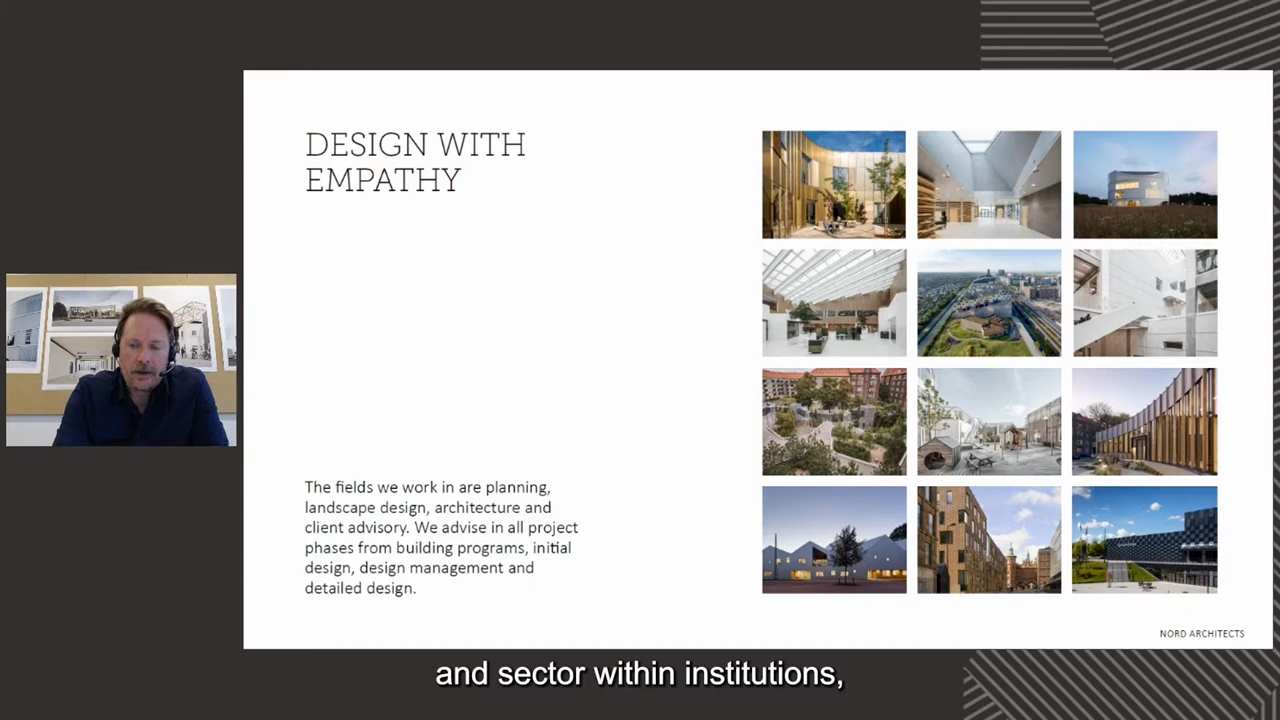 DESIGN WITH
EMPATHY
The fields we work in are planning,
landscape design, architecture and
client advisory. We advise in all project
phases from building programs, initial
design, design management and
detailed design.
NORD ARCHITECTS
and sector within institutions,